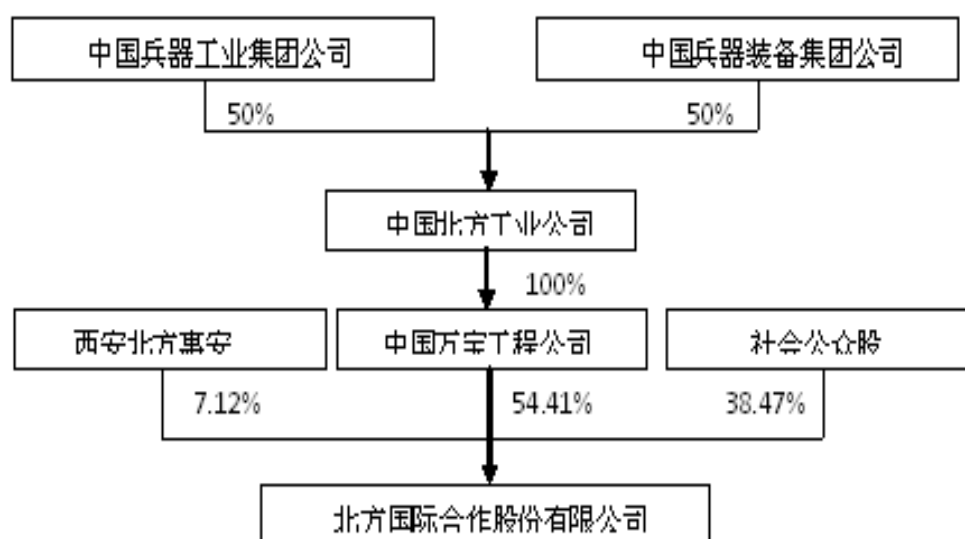 中国兵器工业集团公司
中国兵器装备集团公司
50%
50%
中国北方工业公司
100%
西安北方惠安
中国万宝工程公司
社会公众股
7.12%
54.41%
38.47%
北方国际合作股份有限公司